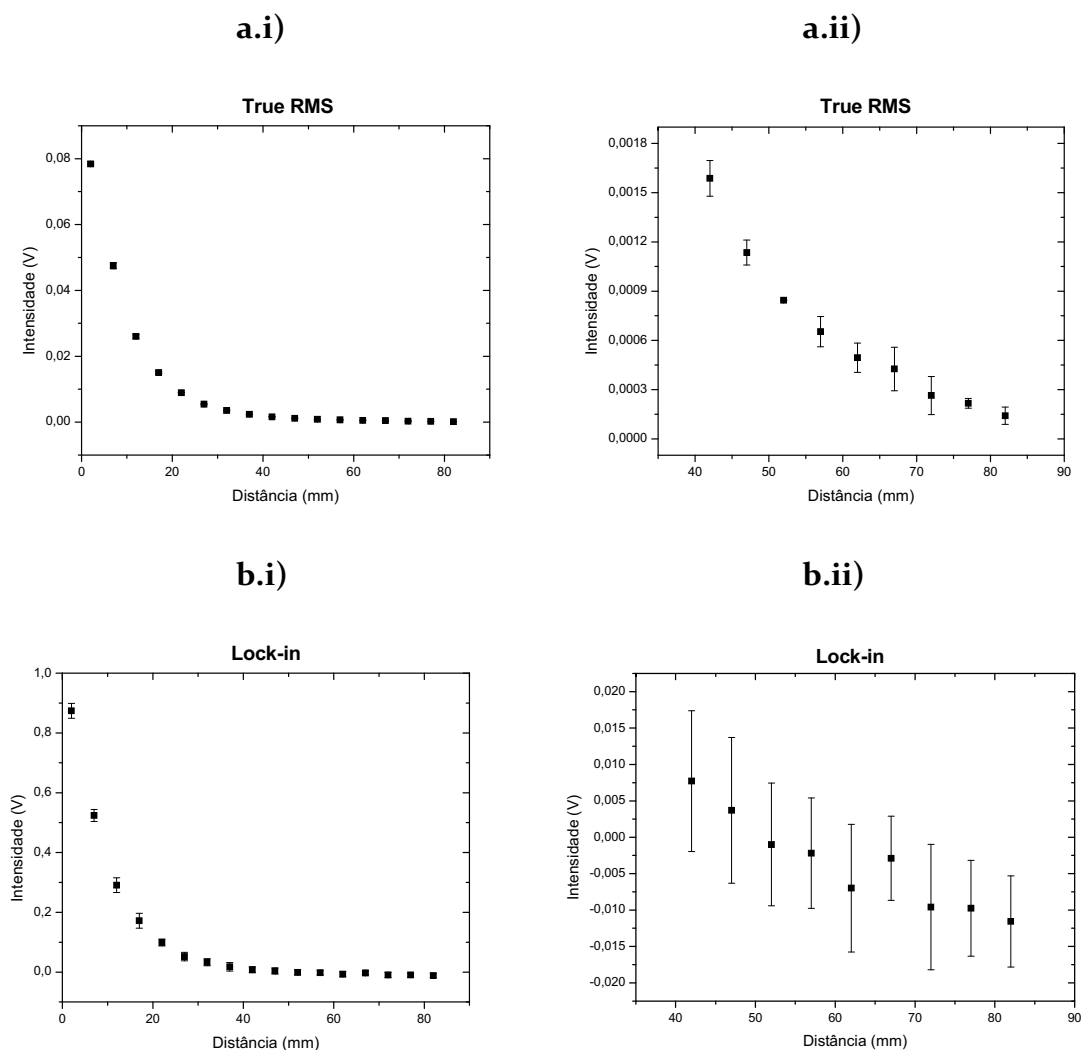 a.i)
a.ii)
True RMS
0,08
0,06
0,04
0,02
0,00
Intensidade (V)
0 20 40 60 80
Distância (mm)
True RMS
0,0018
0,0015
0,0012
0,0009
0,0006
0,0003
0,0000
Intensidade (V)
40 50 60 70 80 90
Distância (mm)
b.i)
b.ii)
Lock-in
1,0
0,8
0,6
0,4
0,2
0,0
Intensidade (V)
0 20 40 60 80
Distância (mm)
Lock-in
0,020
0,015
0,010
0,005
0,000
-0,005
-0,010
-0,015
-0,020
Intensidade (V)
40 50 60 70 80 90
Distância (mm)